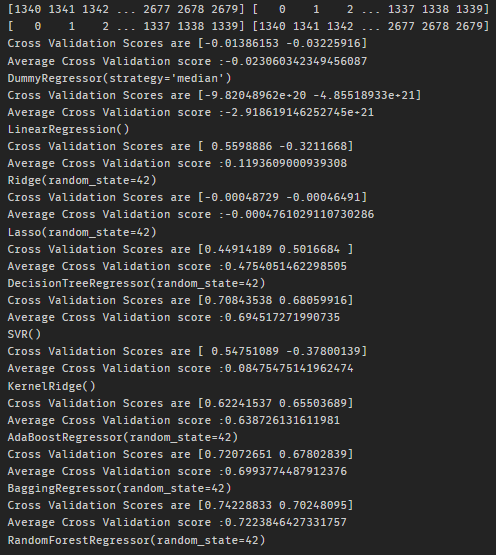 [1340 1341 1342 ... 2677 2678 2679] [   0    1    2 ... 1337 1338 1339]
[   0    1    2 ... 1337 1338 1339] [1340 1341 1342 ... 2677 2678 2679]
Cross Validation Scores are [-0.01386153 -0.03225916]
Average Cross Validation score :-0.023060342349456087
DummyRegressor(strategy='median')
Cross Validation Scores are [-9.82048962e+20 -4.85518933e+21]
Average Cross Validation score :-2.918619146252745e+21
LinearRegression()
Cross Validation Scores are [ 0.5598886 -0.3211668]
Average Cross Validation score :0.1193609000939308
Ridge(random_state=42)
Cross Validation Scores are [-0.00048729 -0.00046491]
Average Cross Validation score :-0.0004761029110730286
Lasso(random_state=42)
Cross Validation Scores are [0.44914189 0.5016684 ]
Average Cross Validation score :0.4754051462298505
DecisionTreeRegressor(random_state=42)
Cross Validation Scores are [0.70843538 0.68059916]
Average Cross Validation score :0.694517271990735
SVR()
Cross Validation Scores are [ 0.54751089 -0.37800139]
Average Cross Validation score :0.08475475141962474
KernelRidge()
Cross Validation Scores are [0.62241537 0.65503689]
Average Cross Validation score :0.638726131611981
AdaBoostRegressor(random_state=42)
Cross Validation Scores are [0.72072651 0.67802839]
Average Cross Validation score :0.6993774487912376
BaggingRegressor(random_state=42)
Cross Validation Scores are [0.74228833 0.70248095]
Average Cross Validation score :0.7223846427331757
RandomForestRegressor(random_state=42)